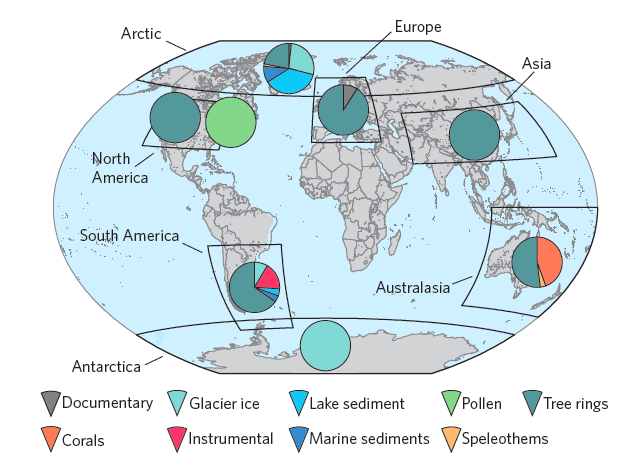 Arctic
Europe
Asia
North
America
South America
Australasia
Antarctica
Documentary
Glacier ice
Lake sediment
Pollen
Tree rings
Corals
Instrumental
Marine sediments
Speleothems